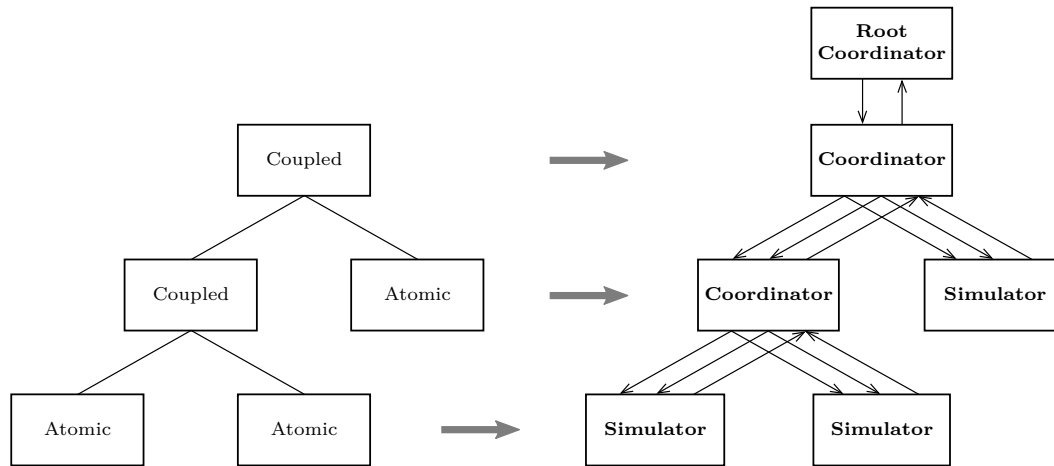 Root
Coordinator
Coupled
Coordinator
Coupled
Atomic
Coordinator
Simulator
Atomic
Atomic
Simulator
Simulator